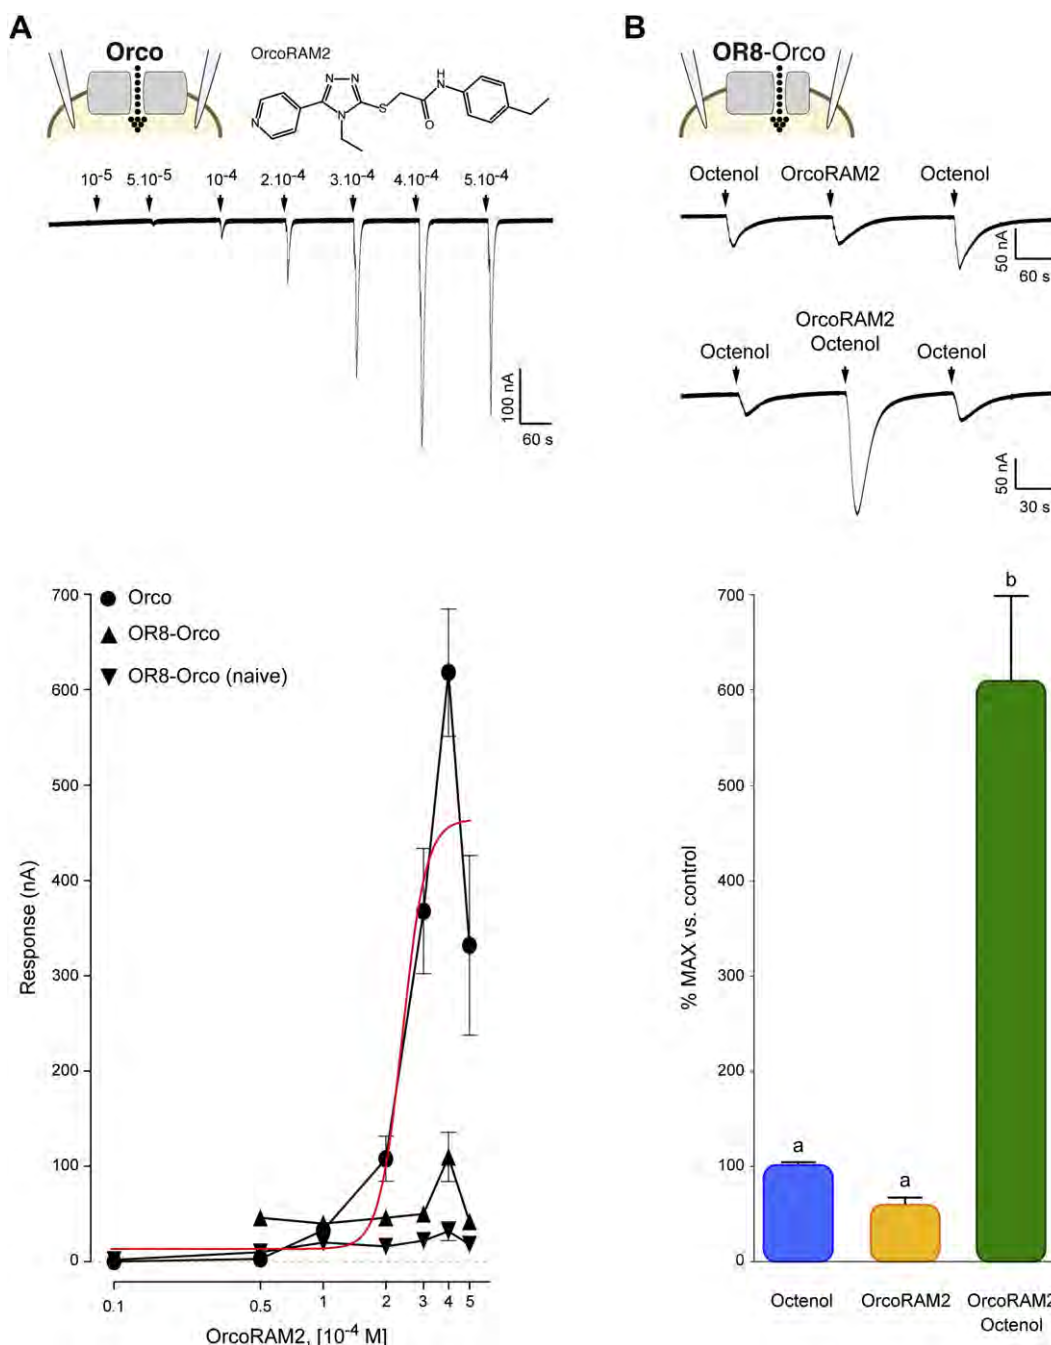 A
Orco
OrcoRAM2
N N
N
N
S
O
H
N
10-5 5.10-5 10-4 2.10-4 3.10-4 4.10-4 5.10-4
100 nA
60 s
B
OR8-Orco
Octenol OrcoRAM2 Octenol
50 nA
60 s
OrcoRAM2
Octenol Octenol Octenol
50 nA
30 s
Orco
OR8-Orco
OR8-Orco (naive)
700
600
500
400
300
200
100
0
Response (nA)
0.1 0.5 1 2 3 4 5
OrcoRAM2, [10-4 M]
700
600
500
400
300
200
100
0
% MAX vs. control
a
a
b
Octenol OrcoRAM2 OrcoRAM2
Octenol